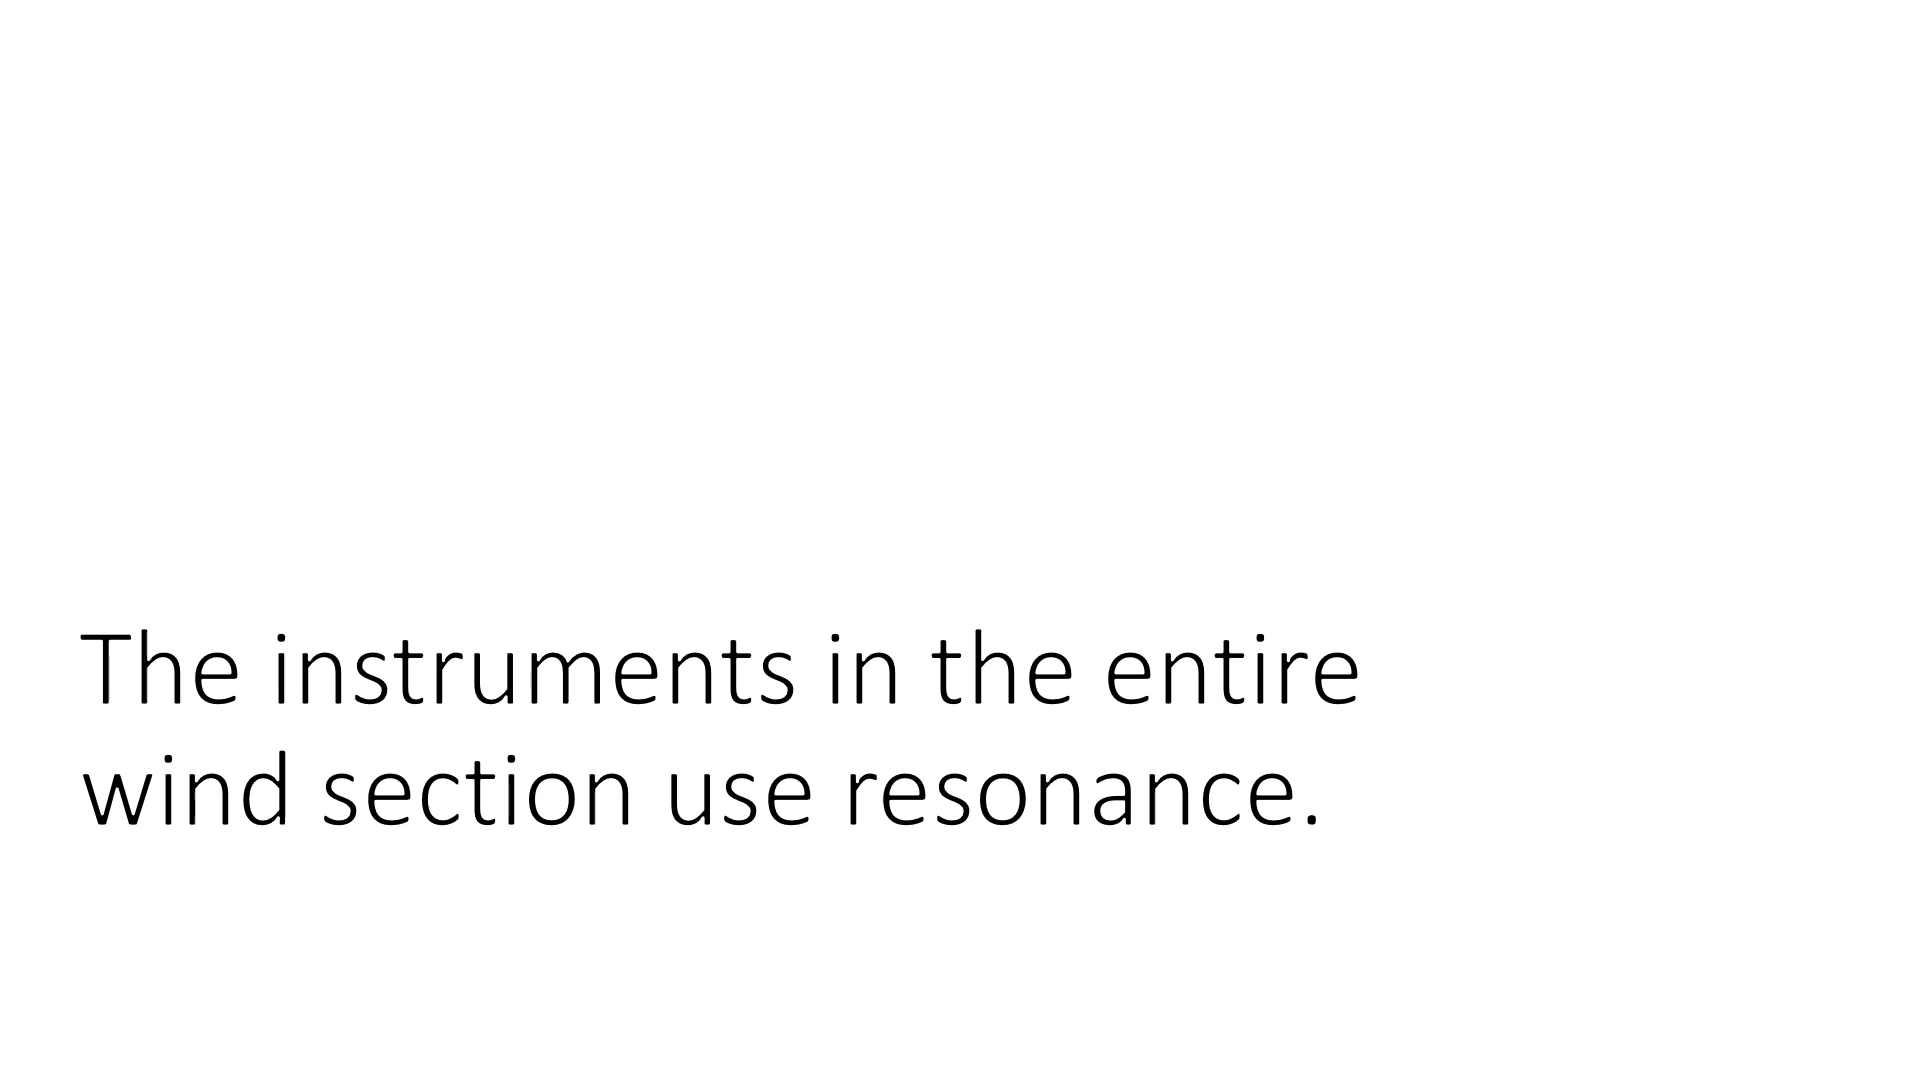 The instruments in the entire
wind section use resonance.